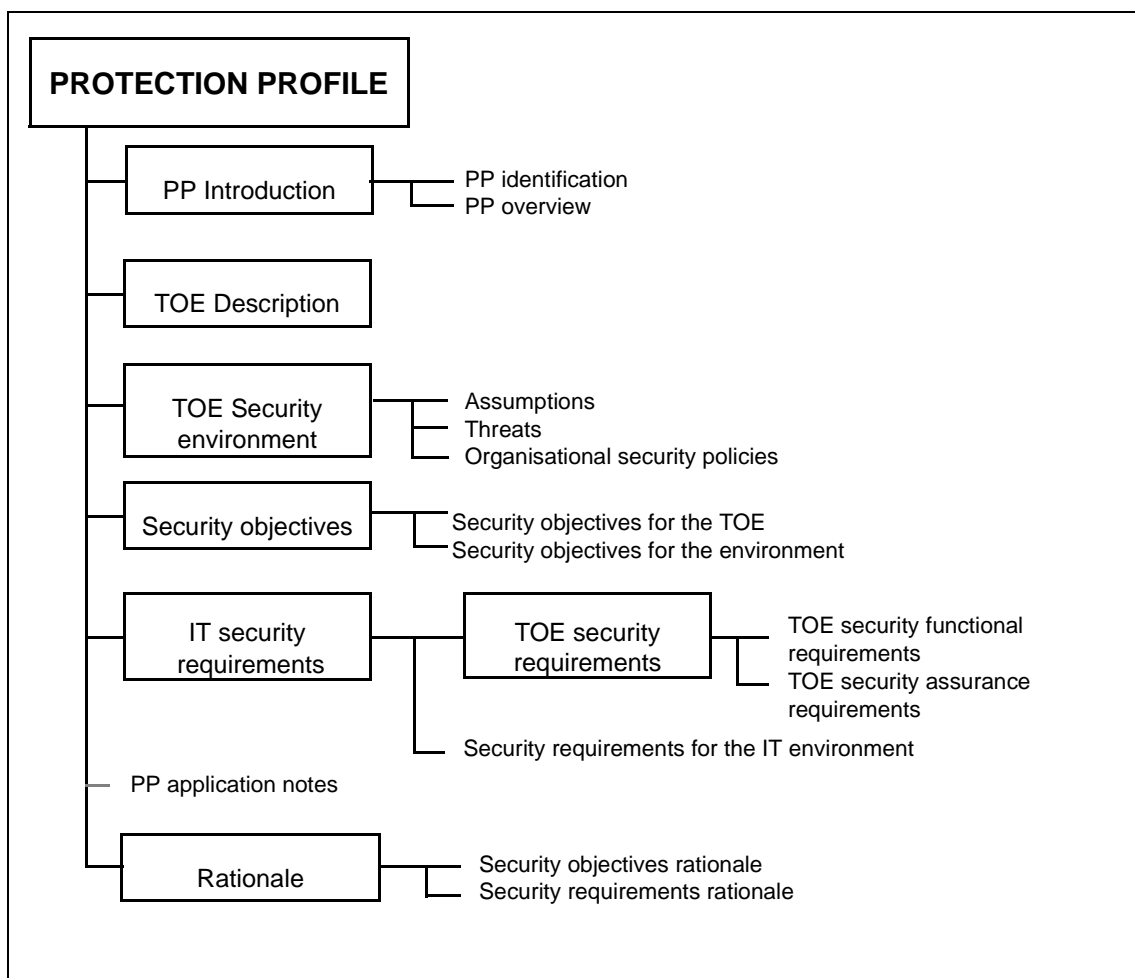 PROTECTION PROFILE
PP Introduction
PP identification
PP overview
TOE Description
TOE Security
environment
Assumptions
Threats
Organisational security policies
Security objectives
Security objectives for the TOE
Security objectives for the environment
IT security
requirements
TOE security
requirements
TOE security functional
requirements
TOE security assurance
requirements
Security requirements for the IT environment
PP application notes
Rationale
Security objectives rationale
Security requirements rationale